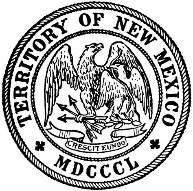 TERRITORY OF NEW MEXICO
CRESCIT EUNDO
MDCCCL